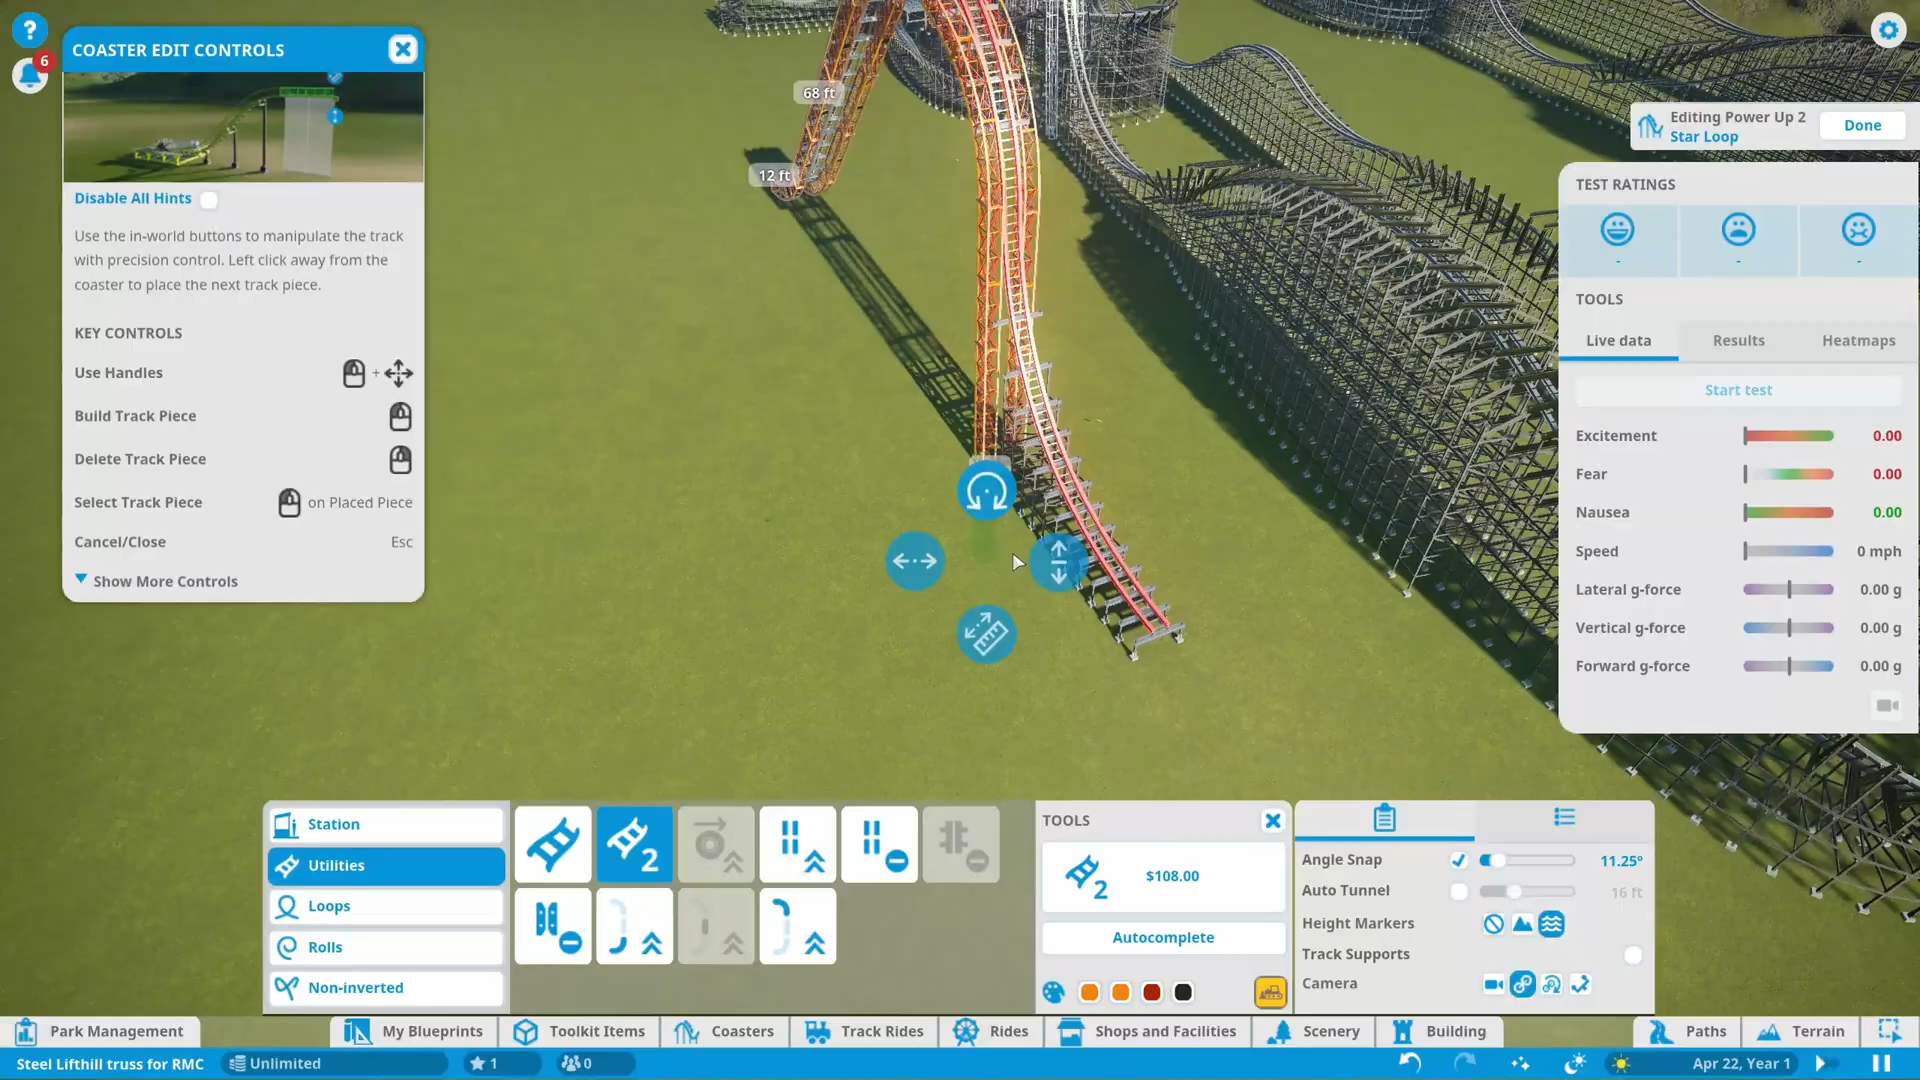 ?
6
COASTER EDIT CONTROLS
Disable All Hints
Use the in-world buttons to manipulate the track
with precision control. Left click away from the
coaster to place the next track piece.
KEY CONTROLS
Use Handles +
Build Track Piece
Delete Track Piece
Select Track Piece on Placed Piece
Cancel/Close Esc
Show More Controls
68 ft
12 ft
Editing Power Up 2
Star Loop
Done
TEST RATINGS
- - -
TOOLS
Live data Results Heatmaps
Start test
Excitement 0.00
Fear 0.00
Nausea 0.00
Speed 0 mph
Lateral g-force 0.00 g
Vertical g-force 0.00 g
Forward g-force 0.00 g
Station
Utilities
Loops
Rolls
Non-inverted
2
TOOLS
2 $108.00
Autocomplete
Angle Snap 11.25°
Auto Tunnel 16 ft
Height Markers
Track Supports
Camera
Park Management My Blueprints Toolkit Items Coasters Track Rides Rides Shops and Facilities Scenery Building Paths Terrain
Steel Lifthill truss for RMC Unlimited 1 0 Apr 22, Year 1